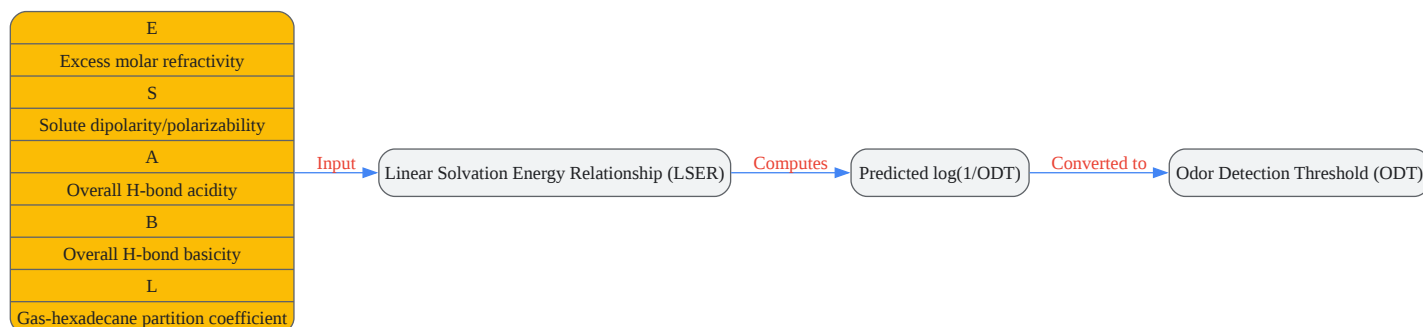 E
Excess molar refractivity
S
Solute dipolarity/polarizability
A
Overall H-bond acidity
B
Overall H-bond basicity
L
Gas-hexadecane partition coefficient
Input
Linear Solvation Energy Relationship (LSER)
Computes
Predicted log(1/ODT)
Converted to
Odor Detection Threshold (ODT)